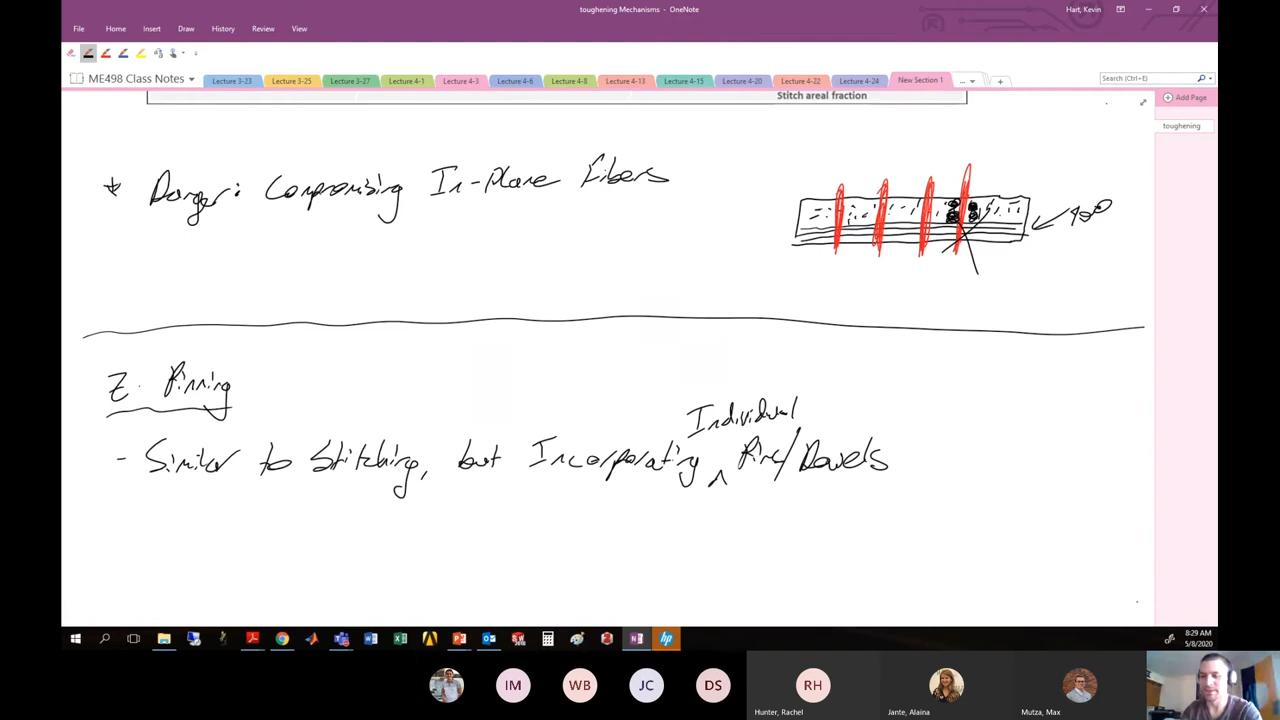 toughening Mechanisms - OneNote
Hart, Kevin
File Home Insert Draw History Review View
ME498 Class Notes
Lecture 3-23 Lecture 3-25 Lecture 3-27 Lecture 4-1 Lecture 4-3 Lecture 4-6 Lecture 4-8 Lecture 4-13 Lecture 4-15 Lecture 4-20 Lecture 4-22 Lecture 4-24 New Section 1 ... +
Search (Ctrl+E)
Add Page
toughening
Stitch areal fraction
* Danger: Compromising In-Plane Fibers
90°
Z-Pinning
Individual
- Similar to Stitching, but Incorporating ^ Pins/Dowels
8:29 AM
5/8/2020
IM WB JC DS RH
Hunter, Rachel
Jante, Alaina
Mutza, Max